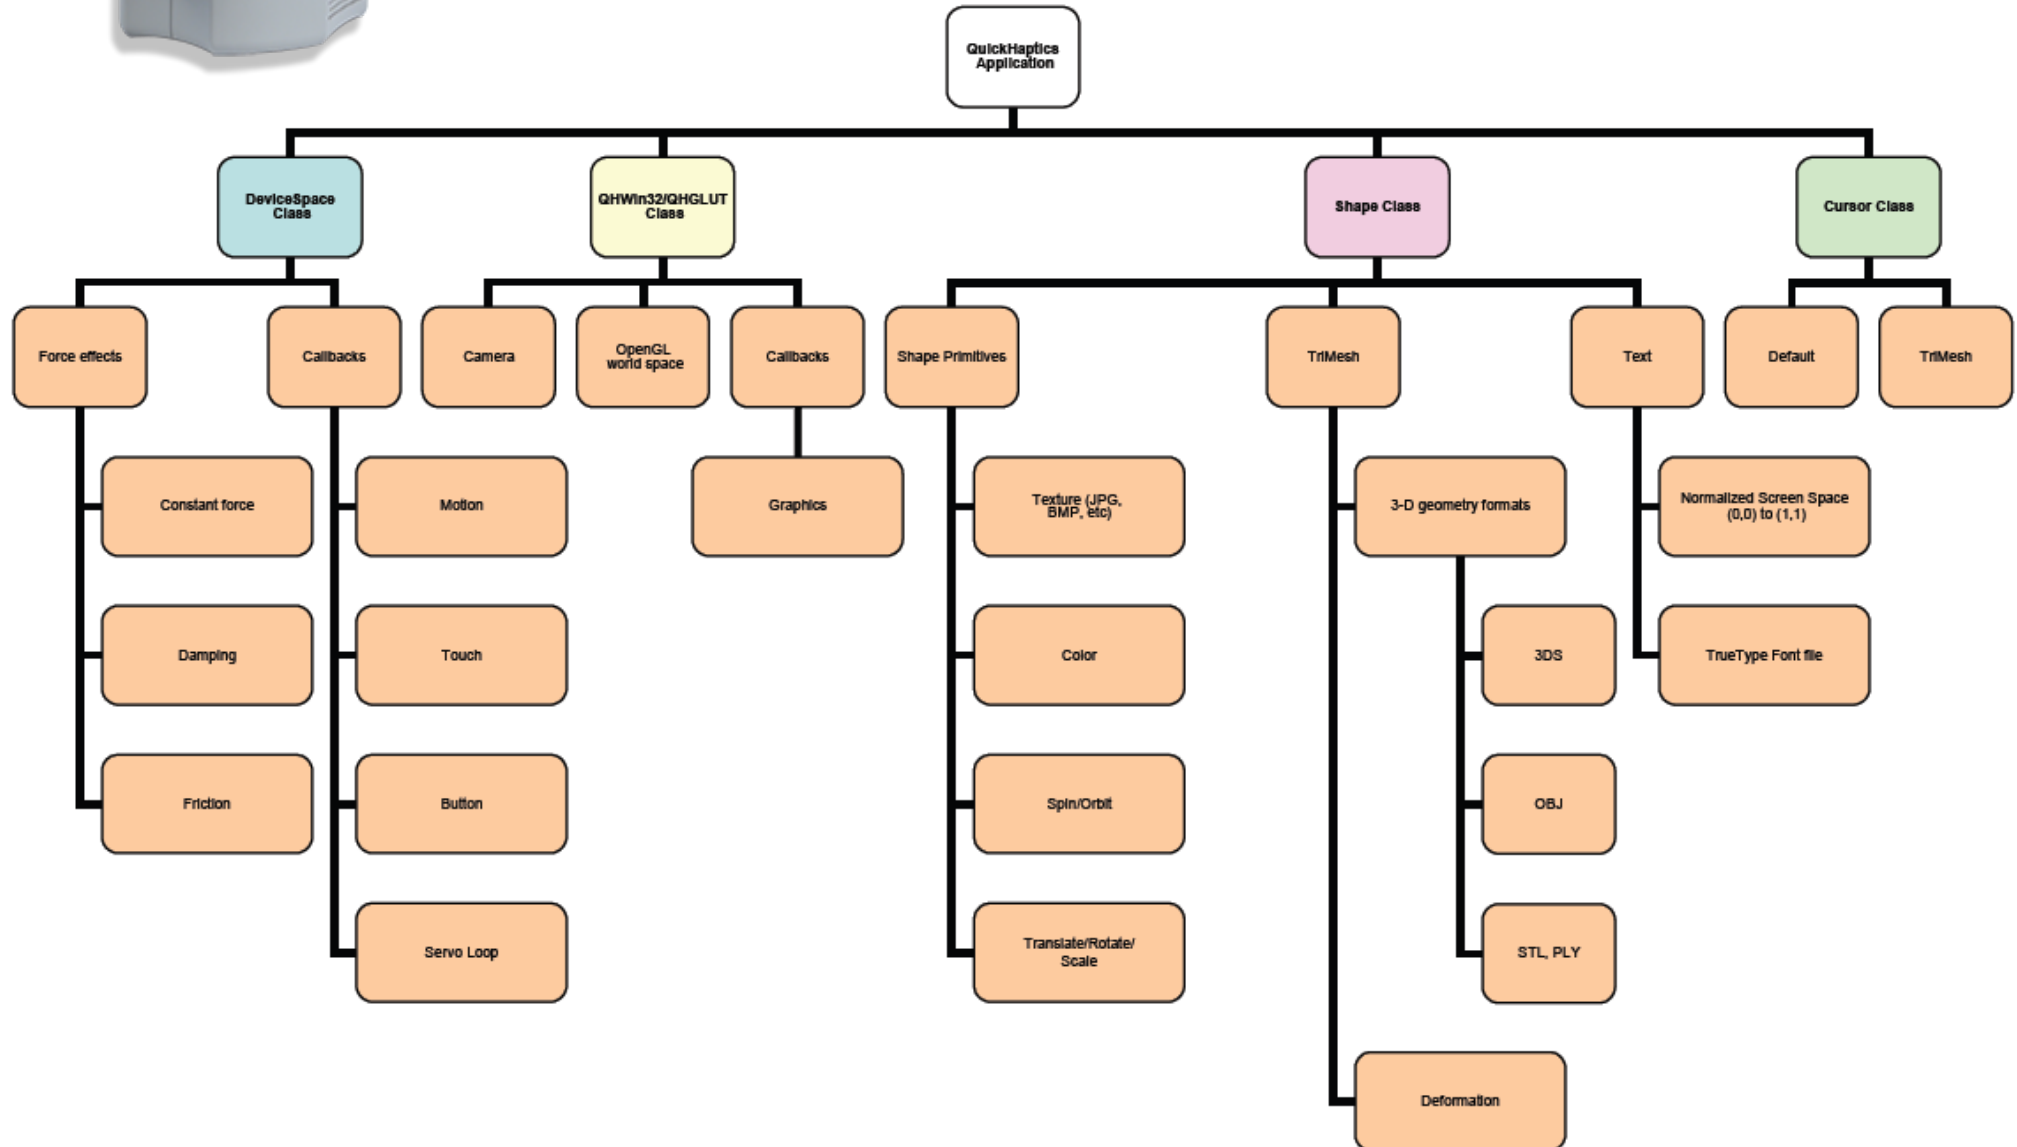 QuickHaptics
Application
DeviceSpace
Class
QHWin32/QHGLUT
Class
Shape Class
Cursor Class
Force effects
Callbacks
Camera
OpenGL
world space
Callbacks
Shape Primitives
TriMesh
Text
Default
TriMesh
Constant force
Motion
Graphics
Texture (JPG,
BMP, etc)
3-D geometry formats
Normalized Screen Space
(0,0) to (1,1)
Damping
Touch
Color
3DS
TrueType Font file
Friction
Button
Spin/Orbit
OBJ
Servo Loop
Translate/Rotate/
Scale
STL, PLY
Deformation